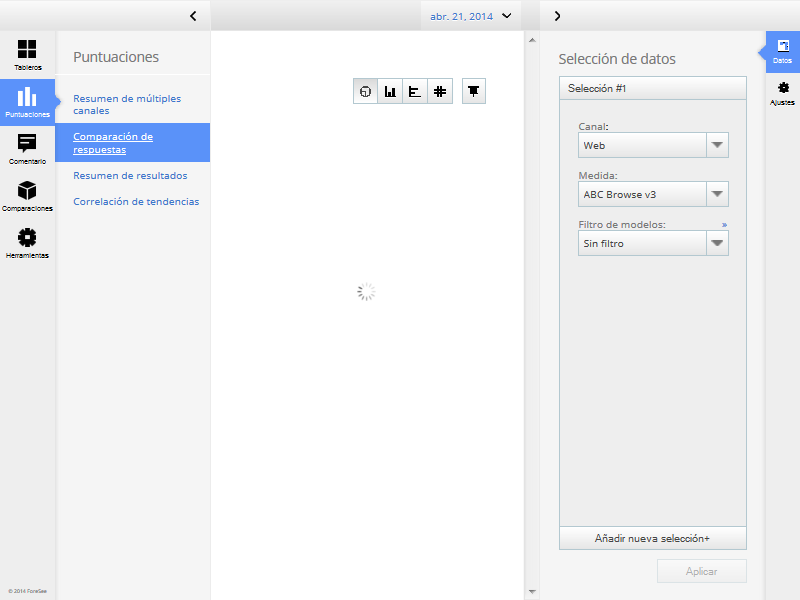 abr. 21, 2014
Tableros
Puntuaciones
Comentario
Comparaciones
Herramientas
© 2014 ForeSee
Puntuaciones
Resumen de múltiples
canales
Comparación de
respuestas
Resumen de resultados
Correlación de tendencias
Selección de datos
Selección #1
Canal:
Web
Medida:
ABC Browse v3
Filtro de modelos: »
Sin filtro
Añadir nueva selección+
Aplicar
Datos
Ajustes